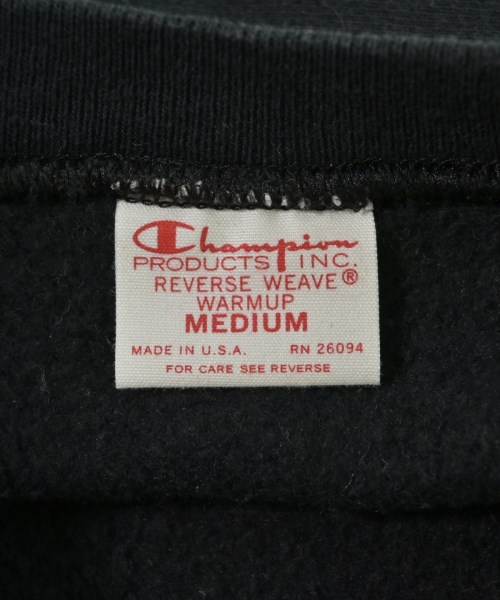 Champion
PRODUCTS INC.
REVERSE WEAVE®
WARMUP
MEDIUM
MADE IN U.S.A. RN 26094
FOR CARE SEE REVERSE